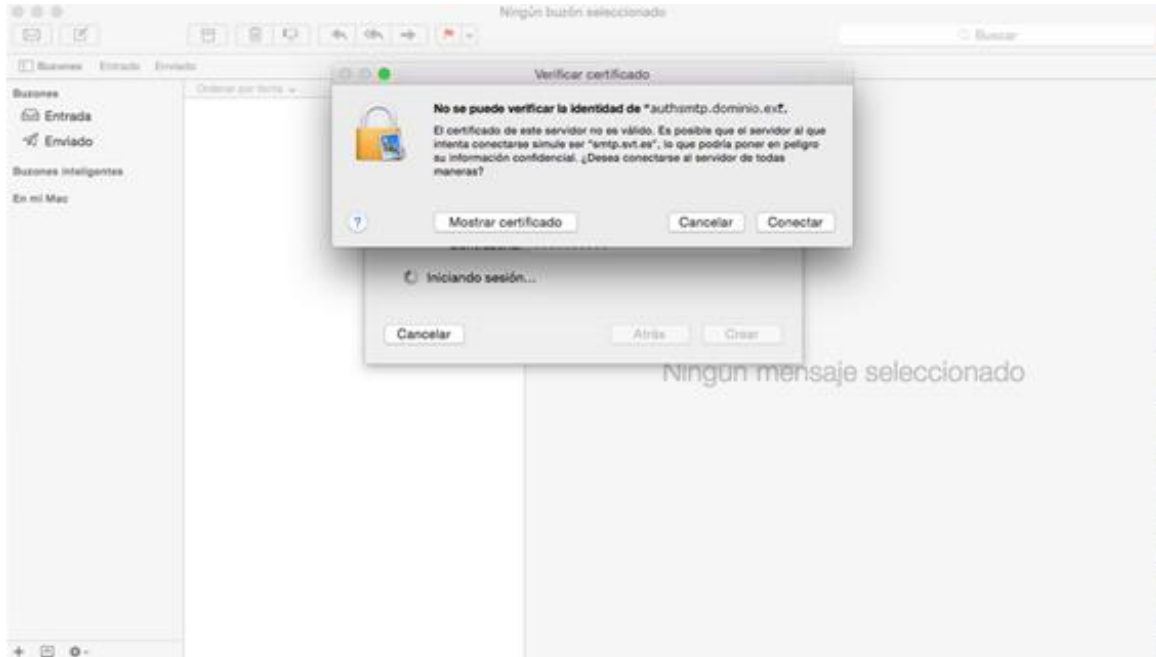 Ningún buzón seleccionado
Buscar
Buzones Entrada Enviado
Buzones
Entrada
Enviado
Buzones inteligentes
En mi Mac
Ordenar por fecha
Verificar certificado
No se puede verificar la identidad de "authsmtp.dominio.ext".
El certificado de este servidor no es válido. Es posible que el servidor al que
intenta conectarse simule ser "smtp.svt.es", lo que podría poner en peligro
su información confidencial. ¿Desea conectarse al servidor de todas
maneras?
?
Mostrar certificado
Cancelar
Conectar
Iniciando sesión...
Cancelar
Atrás
Crear
Ningún mensaje seleccionado